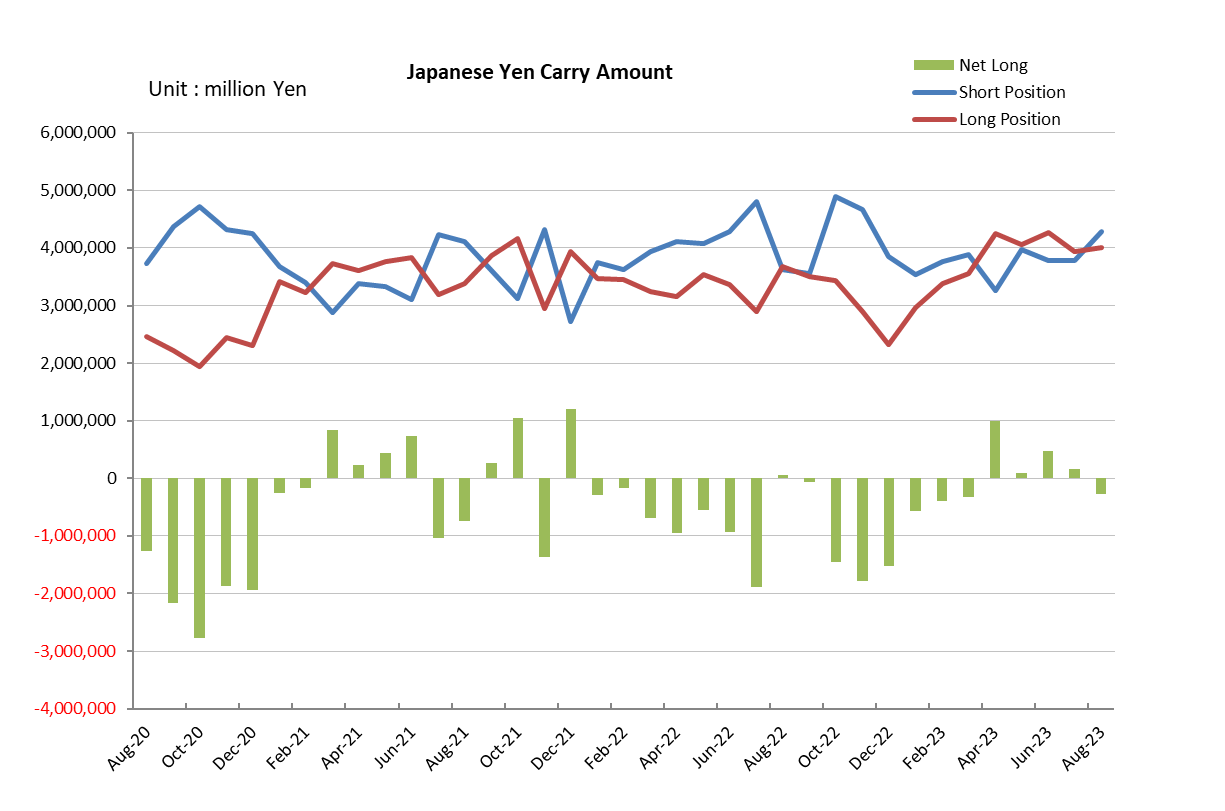 Japanese Yen Carry Amount
Unit : million Yen
Net Long
Short Position
Long Position
6,000,000
5,000,000
4,000,000
3,000,000
2,000,000
1,000,000
0
-1,000,000
-2,000,000
-3,000,000
-4,000,000
Aug-20
Oct-20
Dec-20
Feb-21
Apr-21
Jun-21
Aug-21
Oct-21
Dec-21
Feb-22
Apr-22
Jun-22
Aug-22
Oct-22
Dec-22
Feb-23
Apr-23
Jun-23
Aug-23